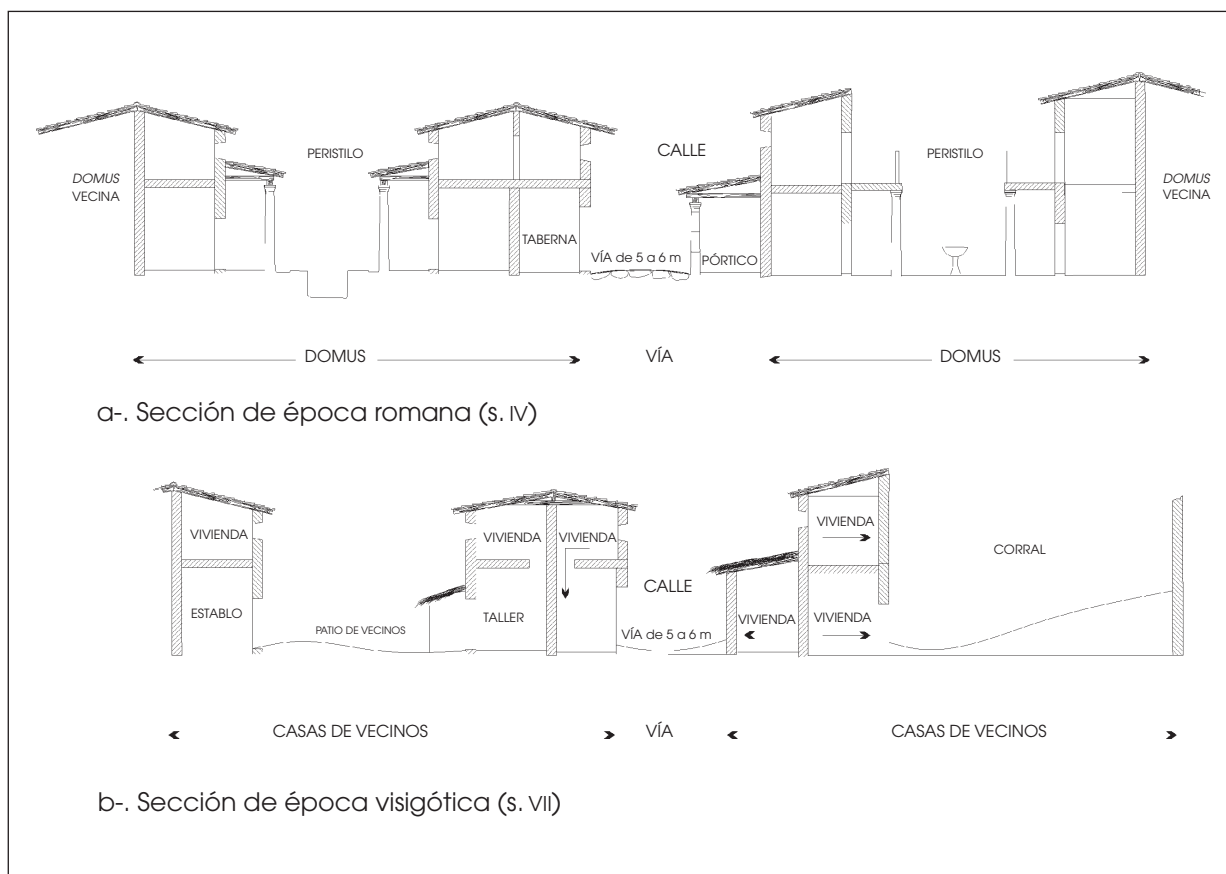 DOMUS
VECINA
PERISTILO
TABERNA
CALLE
VÍA de 5 a 6 m
PÓRTICO
PERISTILO
DOMUS
VECINA
DOMUS
VÍA
DOMUS
a-. Sección de época romana (s. IV)
VIVIENDA
ESTABLO
PATIO DE VECINOS
VIVIENDA
VIVIENDA
TALLER
CALLE
VÍA de 5 a 6 m
VIVIENDA
VIVIENDA
VIVIENDA
CORRAL
CASAS DE VECINOS
VÍA
CASAS DE VECINOS
b-. Sección de época visigótica (s. VII)